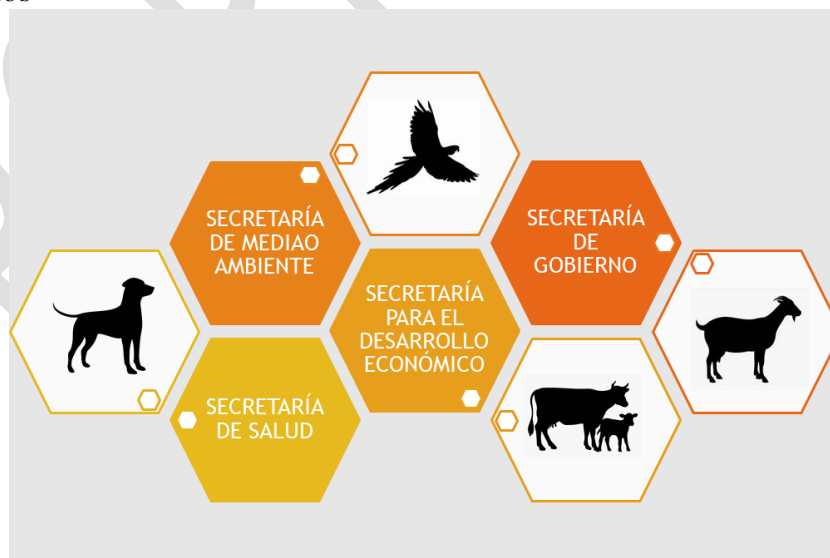 SECRETARÍA
DE MEDIAO
AMBIENTE
SECRETARÍA
DE
GOBIERNO
SECRETARÍA
PARA EL
DESARROLLO
ECONÓMICO
SECRETARÍA
DE SALUD